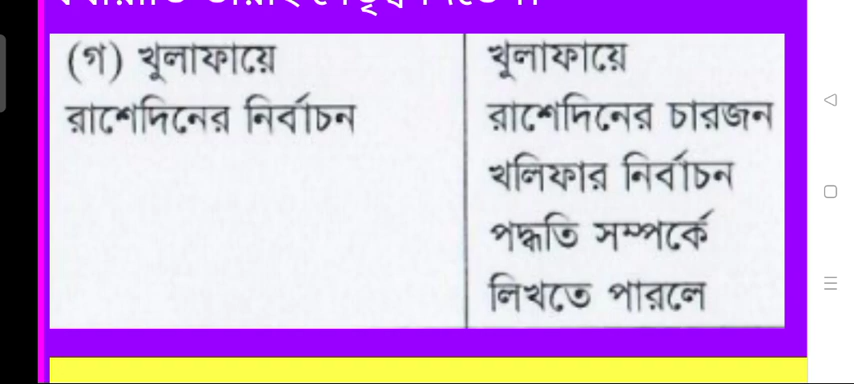 (গ) খুলাফায়ে
রাশেদিনের নির্বাচন
খুলাফায়ে
রাশেদিনের চারজন
খলিফার নির্বাচন
পদ্ধতি সম্পর্কে
লিখতে পারলে